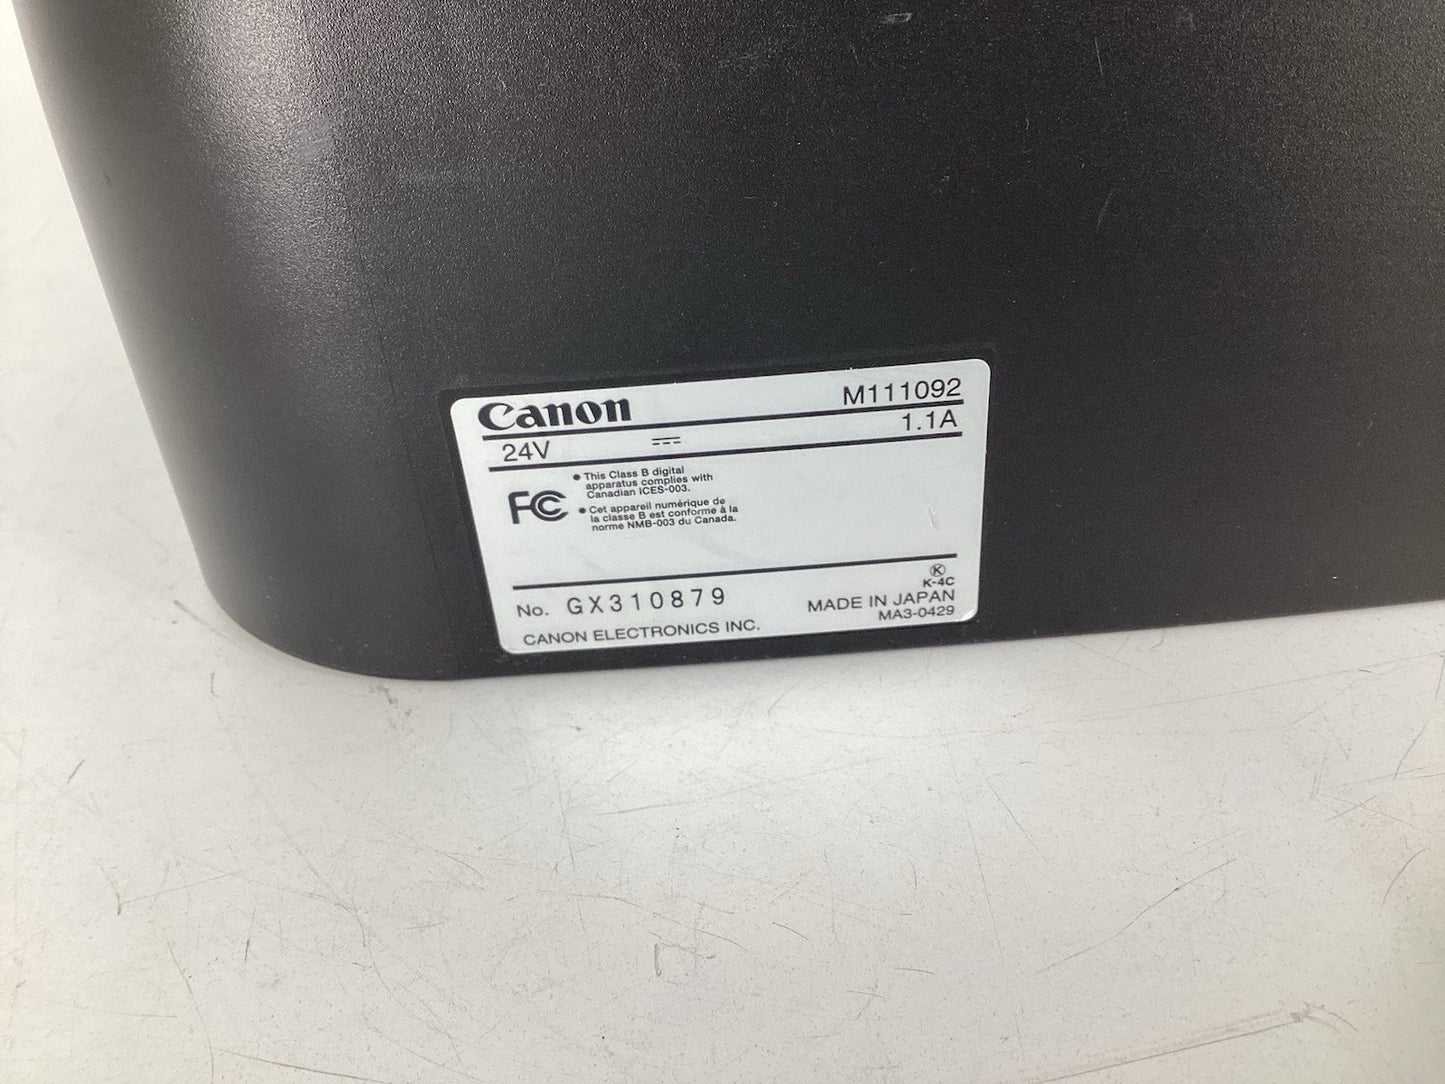 Canon M111092
24V ⎓ 1.1A
FC
• This Class B digital
apparatus complies with
Canadian ICES-003.
• Cet appareil numérique de
la classe B est conforme à la
norme NMB-003 du Canada.
K
K-4C
No. GX310879 MADE IN JAPAN
MA3-0429
CANON ELECTRONICS INC.